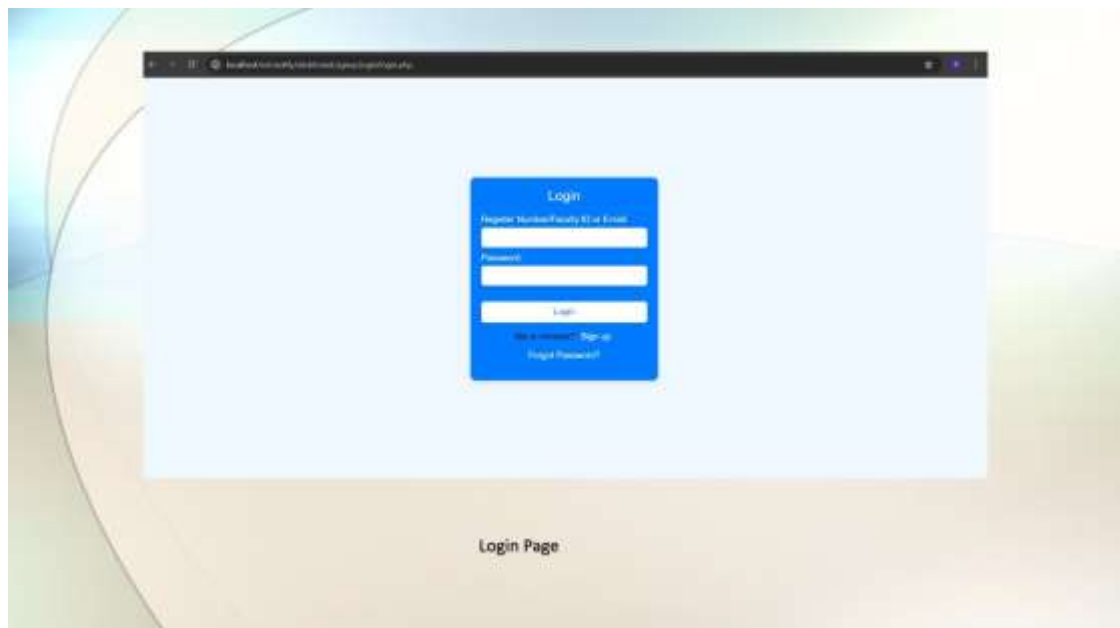 Login
Register Number/Faculty ID or Email
Password
Login
Sign up
Forgot Password?
Login Page